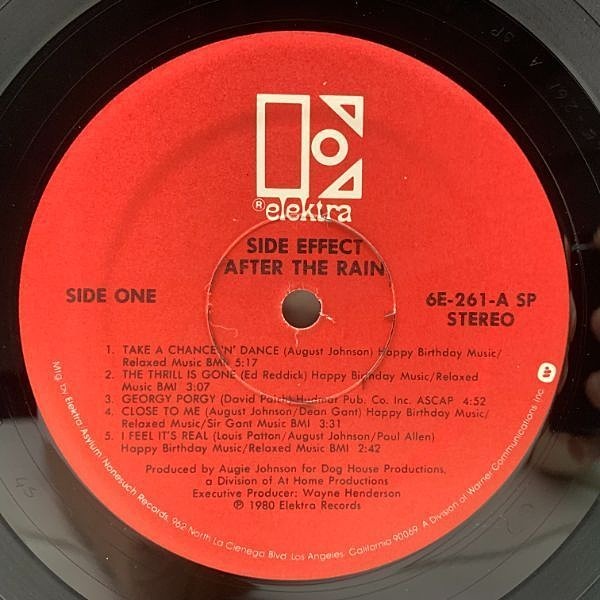 ® elektra
SIDE EFFECT
AFTER THE RAIN
SIDE ONE
6E-261-A SP
STEREO
1. TAKE A CHANCE 'N' DANCE (August Johnson) Happy Birthday Music/
Relaxed Music BMI 5:17
2. THE THRILL IS GONE (Ed Reddick) Happy Birthday Music/Relaxed
Music BMI 3:07
3. GEORGY PORGY (David Paich) Hudmar Pub. Co. Inc. ASCAP 4:52
4. CLOSE TO ME (August Johnson/Dean Gant) Happy Birthday Music/
Relaxed Music/Sir Gant Music BMI 3:31
5. I FEEL IT'S REAL (Louis Patton/August Johnson/Paul Allen)
Happy Birthday Music/Relaxed Music BMI 2:42
Produced by Augie Johnson for Dog House Productions,
a Division of At Home Productions
Executive Producer: Wayne Henderson
℗ 1980 Elektra Records
Mfg by Elektra/Asylum/Nonesuch Records, 962 North La Cienega Blvd. Los Angeles, California 90069. A Division of Warner Communications Inc.